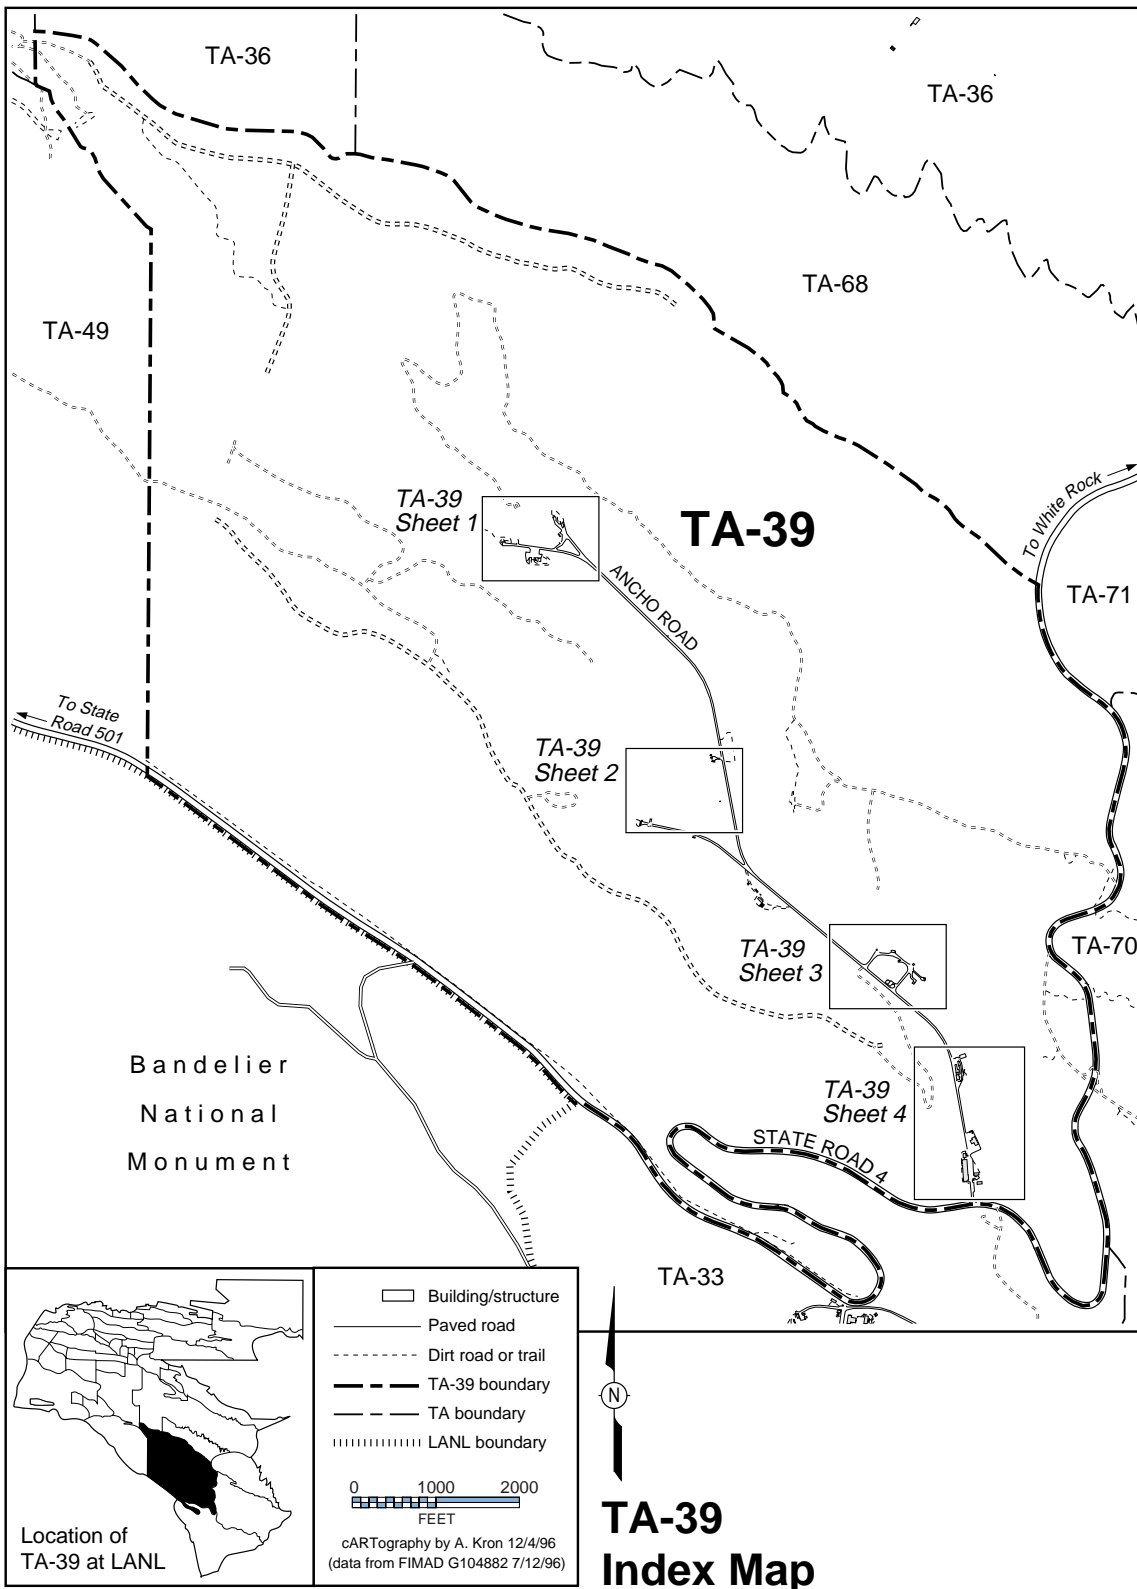 TA-36
TA-36
TA-68
TA-49
TA-39
Sheet 1
TA-39
To White Rock
ANCHO ROAD
TA-71
To State
Road 501
TA-39
Sheet 2
TA-39
Sheet 3
TA-70
TA-39
Sheet 4
Bandelier
National
Monument
STATE ROAD 4
TA-33
Building/structure
Paved road
Dirt road or trail
TA-39 boundary
TA boundary
LANL boundary
0 1000 2000
FEET
cARTography by A. Kron 12/4/96
(data from FIMAD G104882 7/12/96)
Location of
TA-39 at LANL
N
TA-39
Index Map